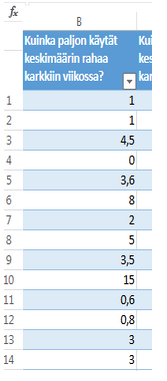 fx
B
Kuinka paljon käytät
keskimäärin rahaa
karkkiin viikossa?
1 1
2 1
3 4,5
4 0
5 3,6
6 8
7 2
8 5
9 3,5
10 15
11 0,6
12 0,8
13 3
14 3